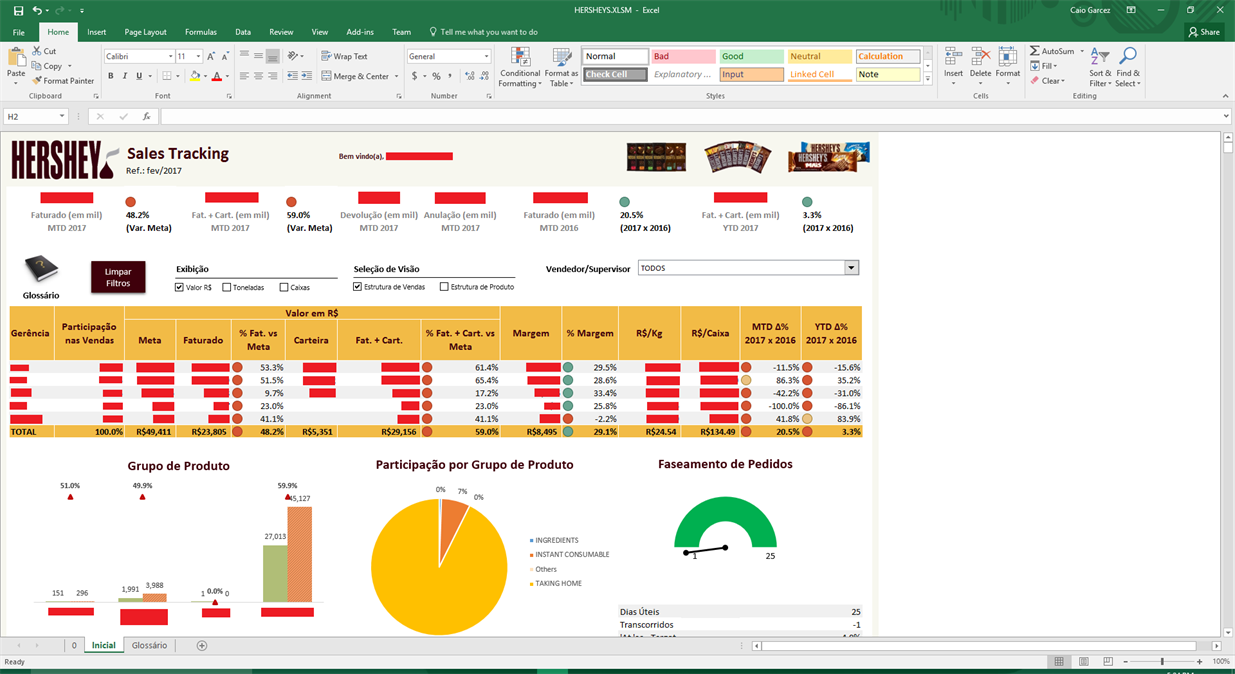 HERSHEYS.XLSM - Excel
Caio Garcez
File Home Insert Page Layout Formulas Data Review View Add-ins Team Tell me what you want to do
Share
Paste
Cut
Copy
Format Painter
Clipboard
Calibri 11
B I U
Font
Wrap Text
Merge & Center
Alignment
General
$ % ,
Number
Conditional Formatting
Format as Table
Normal Bad Good Neutral Calculation
Check Cell Explanatory ... Input Linked Cell Note
Styles
Insert Delete Format
Cells
AutoSum
Fill
Clear
Sort & Filter
Find & Select
Editing
H2
fx
HERSHEY
Sales Tracking
Ref.: fev/2017
Bem vindo(a),
Faturado (em mil)
MTD 2017
48.2%
(Var. Meta)
Fat. + Cart. (em mil)
MTD 2017
59.0%
(Var. Meta)
Devolução (em mil)
MTD 2017
Anulação (em mil)
MTD 2017
Faturado (em mil)
MTD 2016
20.5%
(2017 x 2016)
Fat. + Cart. (em mil)
YTD 2017
3.3%
(2017 x 2016)
Glossário
Limpar
Filtros
Exibição
Valor R$ Toneladas Caixas
Seleção de Visão
Estrutura de Vendas Estrutura de Produto
Vendedor/Supervisor TODOS
Valor em R$
Gerência
Participação
nas Vendas
Meta
Faturado
% Fat. vs
Meta
Carteira
Fat. + Cart.
% Fat. + Cart. vs
Meta
Margem
% Margem
R$/Kg
R$/Caixa
MTD Δ%
2017 x 2016
YTD Δ%
2017 x 2016
53.3% 61.4% 29.5% -11.5% -15.6%
51.5% 65.4% 28.6% 86.3% 35.2%
9.7% 17.2% 33.4% -42.2% -31.0%
23.0% 23.0% 25.8% -100.0% -86.1%
41.1% 41.1% -2.2% 41.8% 83.9%
TOTAL 100.0% R$49,411 R$23,805 48.2% R$5,351 R$29,156 59.0% R$8,495 29.1% R$24.54 R$134.49 20.5% 3.3%
Grupo de Produto
51.0% 49.9% 59.9%
45,127
27,013
1,991 3,988
151 296
1 0.0% 0
Participação por Grupo de Produto
0% 7% 0%
INGREDIENTS
INSTANT CONSUMABLE
Others
TAKING HOME
Faseamento de Pedidos
1 25
Dias Úteis 25
Transcorridos -1
0 Inicial Glossário
Ready
100%